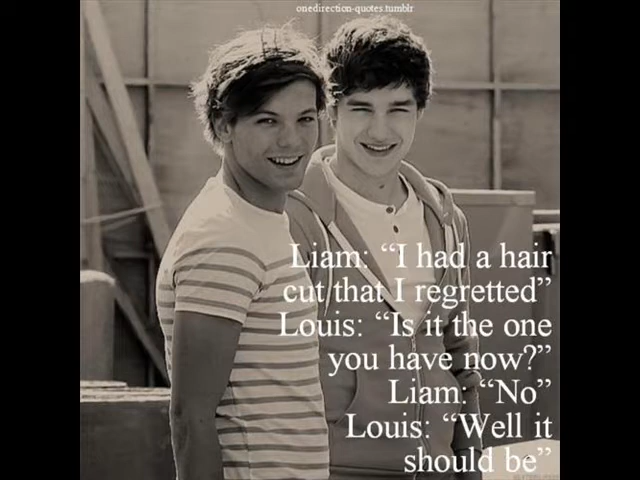 onedirection-quotes.tumblr
Liam: “I had a hair
cut that I regretted”
Louis: “Is it the one
you have now?”
Liam: “No”
Louis: “Well it
should be”